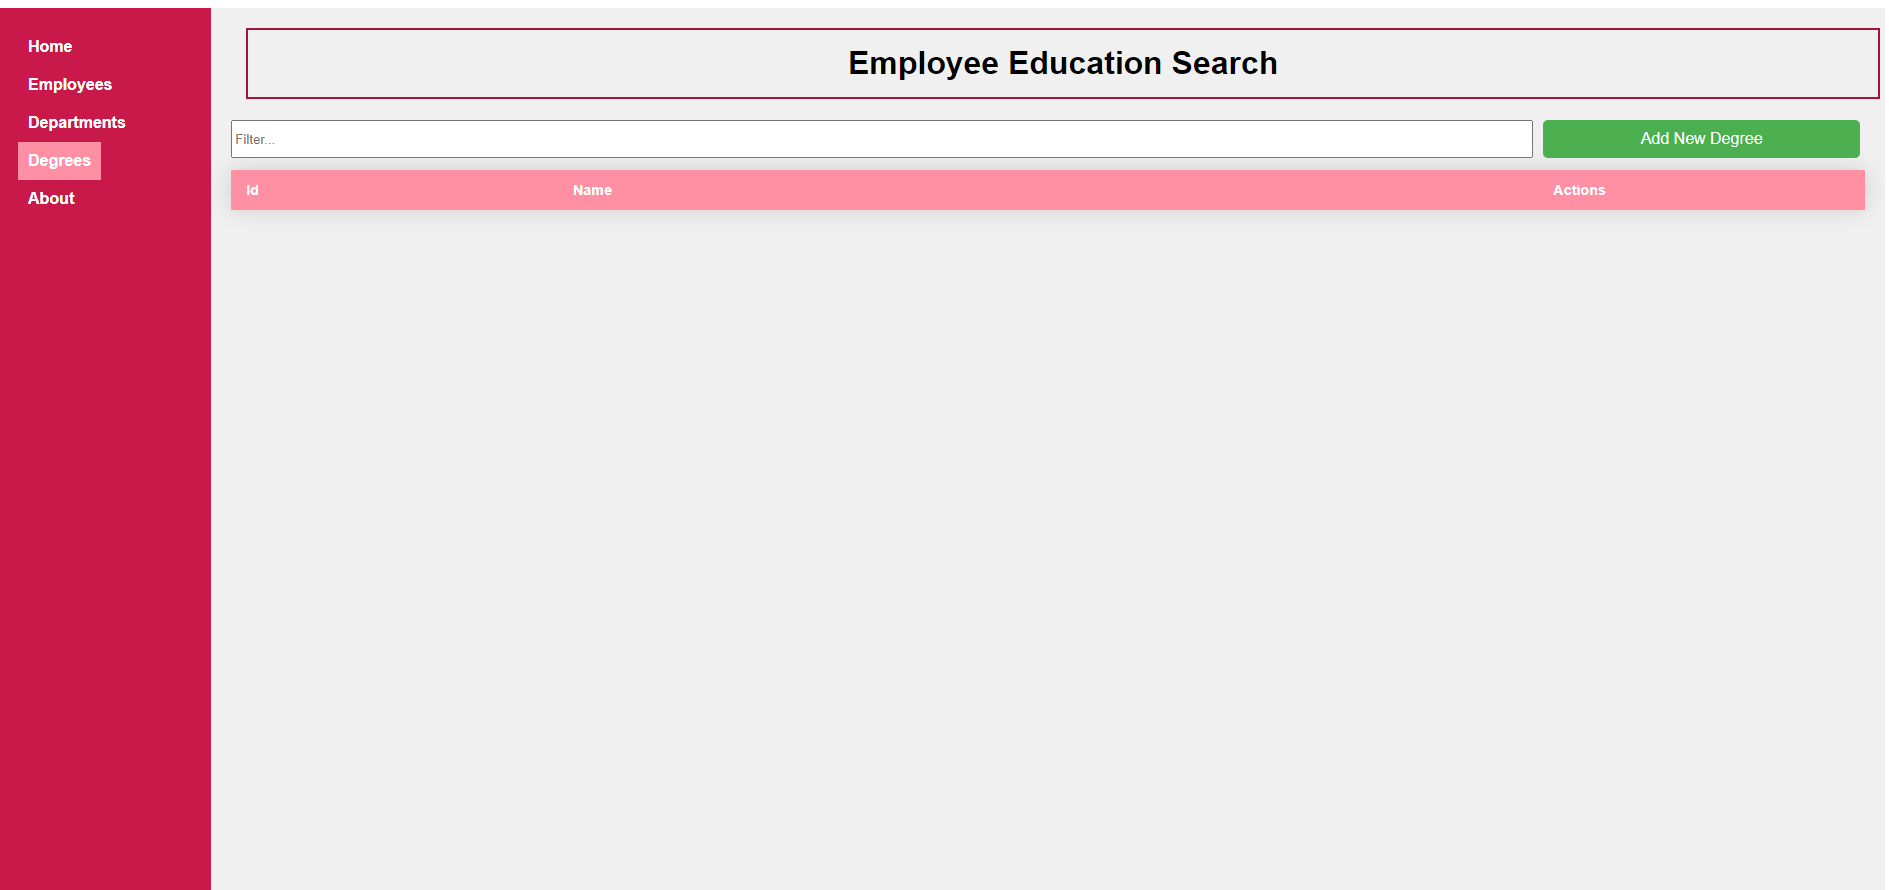 Home
Employees
Departments
Degrees
About
Employee Education Search
Filter...
Add New Degree
Id Name Actions